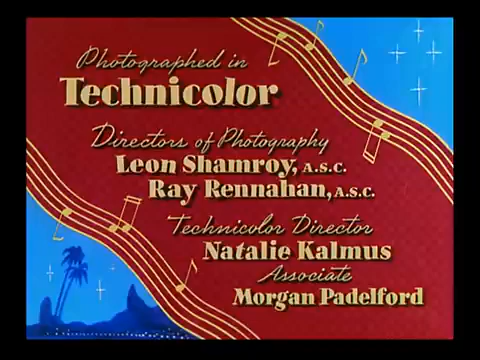 Photographed in
Technicolor
Directors of Photography
Leon Shamroy, A.S.C.
Ray Rennahan, A.S.C.
Technicolor Director
Natalie Kalmus
Associate
Morgan Padelford